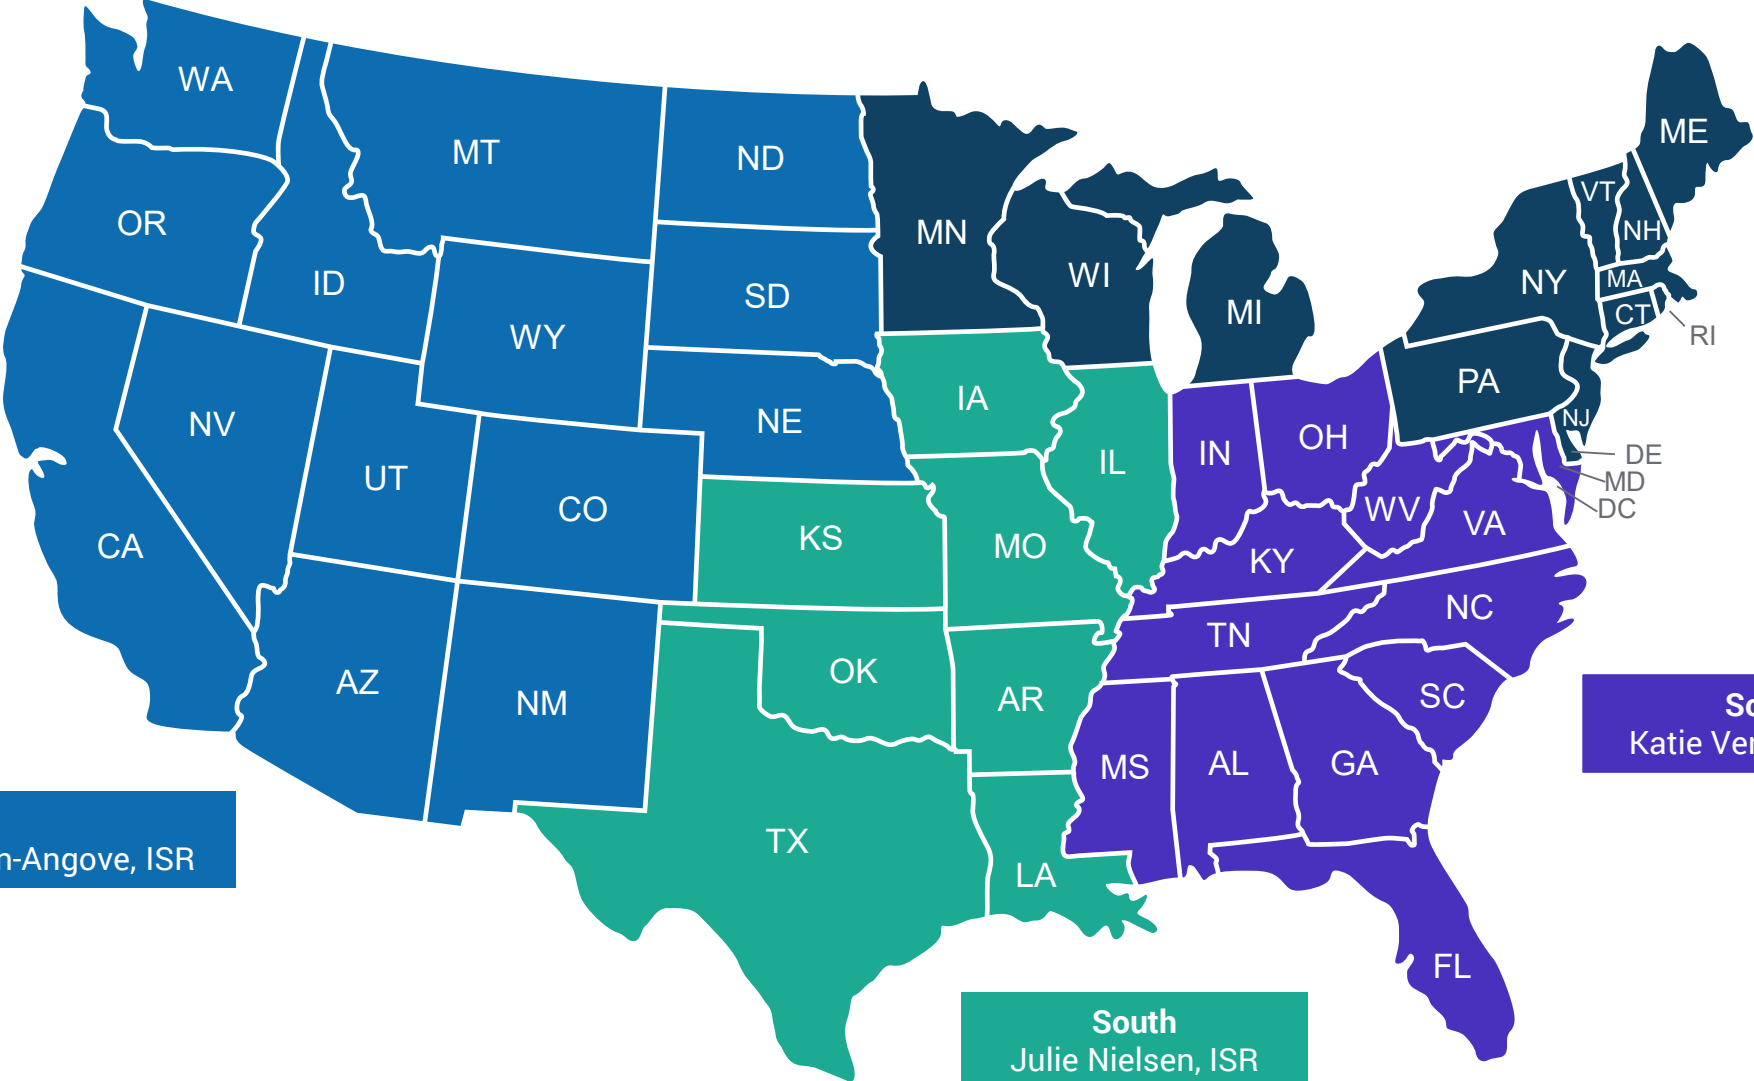 WA
MT
ND
MN
ME
OR
ID
SD
WI
MI
NY
VT
NH
MA
CT
RI
WY
NV
UT
CO
NE
IA
IL
IN
OH
PA
NJ
DE
MD
DC
CA
KS
MO
KY
WV
VA
AZ
NM
OK
AR
TN
NC
SC
TX
LA
MS
AL
GA
FL
Katie
-Angove, ISR
South
Julie Nielsen, ISR